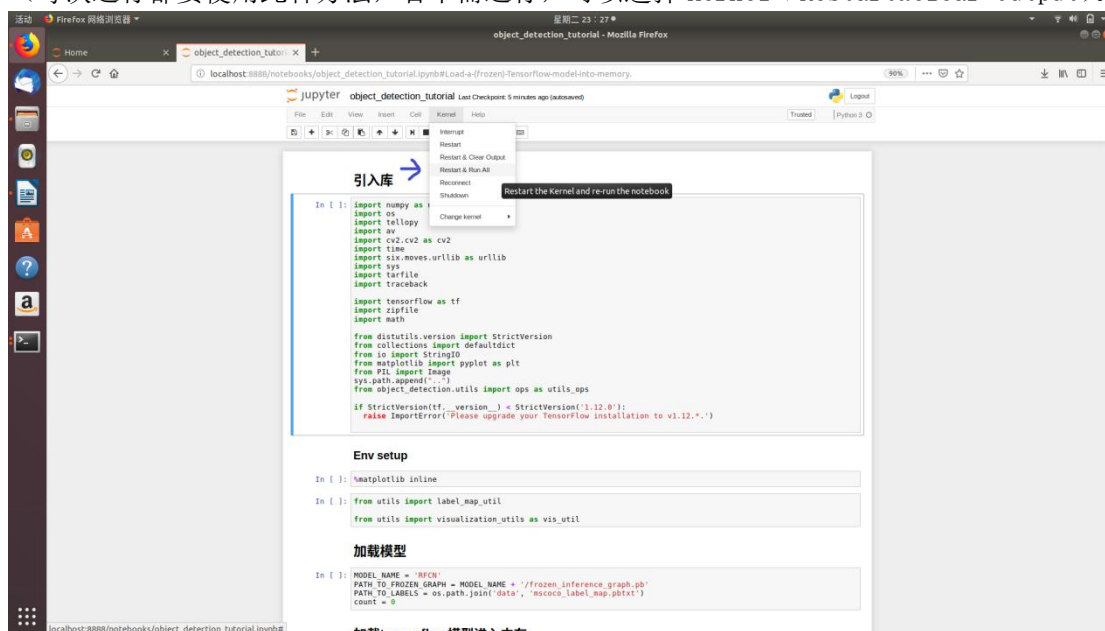 活动 Firefox 网络浏览器 星期二 23：27
object_detection_tutorial - Mozilla Firefox
Home object_detection_tutori
localhost:8888/notebooks/object_detection_tutorial.ipynb#Load-a-(frozen)-Tensorflow-model-into-memory. 90%
jupyter object_detection_tutorial Last Checkpoint: 5 minutes ago (autosaved) Logout
File Edit View Insert Cell Kernel Help Trusted Python 3
Interrupt
Restart
Restart & Clear Output
Restart & Run All
Reconnect
Shutdown
Change kernel
Restart the Kernel and re-run the notebook
引入库
In [ ]: import numpy as
import os
import tellopy
import av
import cv2.cv2 as cv2
import time
import six.moves.urllib as urllib
import sys
import tarfile
import traceback
import tensorflow as tf
import zipfile
import math
from distutils.version import StrictVersion
from collections import defaultdict
from io import StringIO
from matplotlib import pyplot as plt
from PIL import Image
sys.path.append("..")
from object_detection.utils import ops as utils_ops
if StrictVersion(tf.__version__) < StrictVersion('1.12.0'):
raise ImportError('Please upgrade your TensorFlow installation to v1.12.*.')
Env setup
In [ ]: %matplotlib inline
In [ ]: from utils import label_map_util
from utils import visualization_utils as vis_util
加载模型
In [ ]: MODEL_NAME = 'RFCN'
PATH_TO_FROZEN_GRAPH = MODEL_NAME + '/frozen_inference_graph.pb'
PATH_TO_LABELS = os.path.join('data', 'mscoco_label_map.pbtxt')
count = 0
localhost:8888/notebooks/object_detection_tutorial.ipynb#